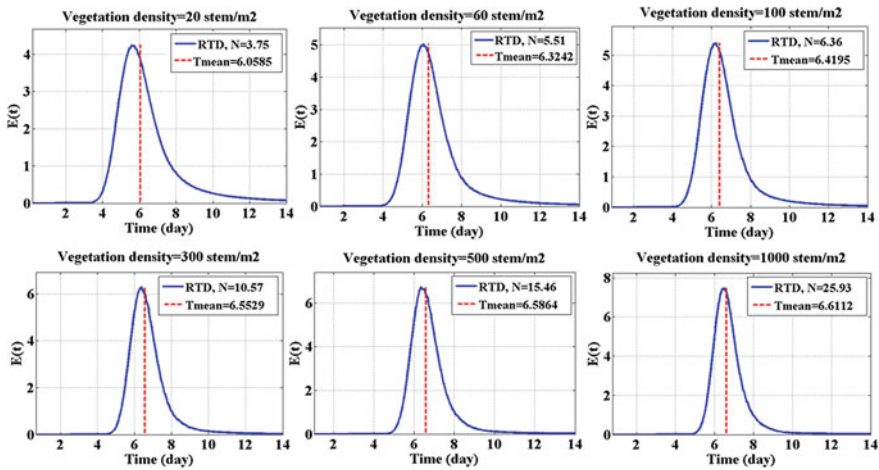 Vegetation density=20 stem/m2
RTD, N=3.75
Tmean=6.0585
E(t)
4
3
2
1
0
2 4 6 8 10 12 14
Time (day)
Vegetation density=60 stem/m2
RTD, N=5.51
Tmean=6.3242
E(t)
5
4
3
2
1
0
2 4 6 8 10 12 14
Time (day)
Vegetation density=100 stem/m2
RTD, N=6.36
Tmean=6.4195
E(t)
5
4
3
2
1
0
2 4 6 8 10 12 14
Time (day)
Vegetation density=300 stem/m2
RTD, N=10.57
Tmean=6.5529
E(t)
6
4
2
0
2 4 6 8 10 12 14
Time (day)
Vegetation density=500 stem/m2
RTD, N=15.46
Tmean=6.5864
E(t)
6
4
2
0
2 4 6 8 10 12 14
Time (day)
Vegetation density=1000 stem/m2
RTD, N=25.93
Tmean=6.6112
E(t)
8
6
4
2
0
2 4 6 8 10 12 14
Time (day)